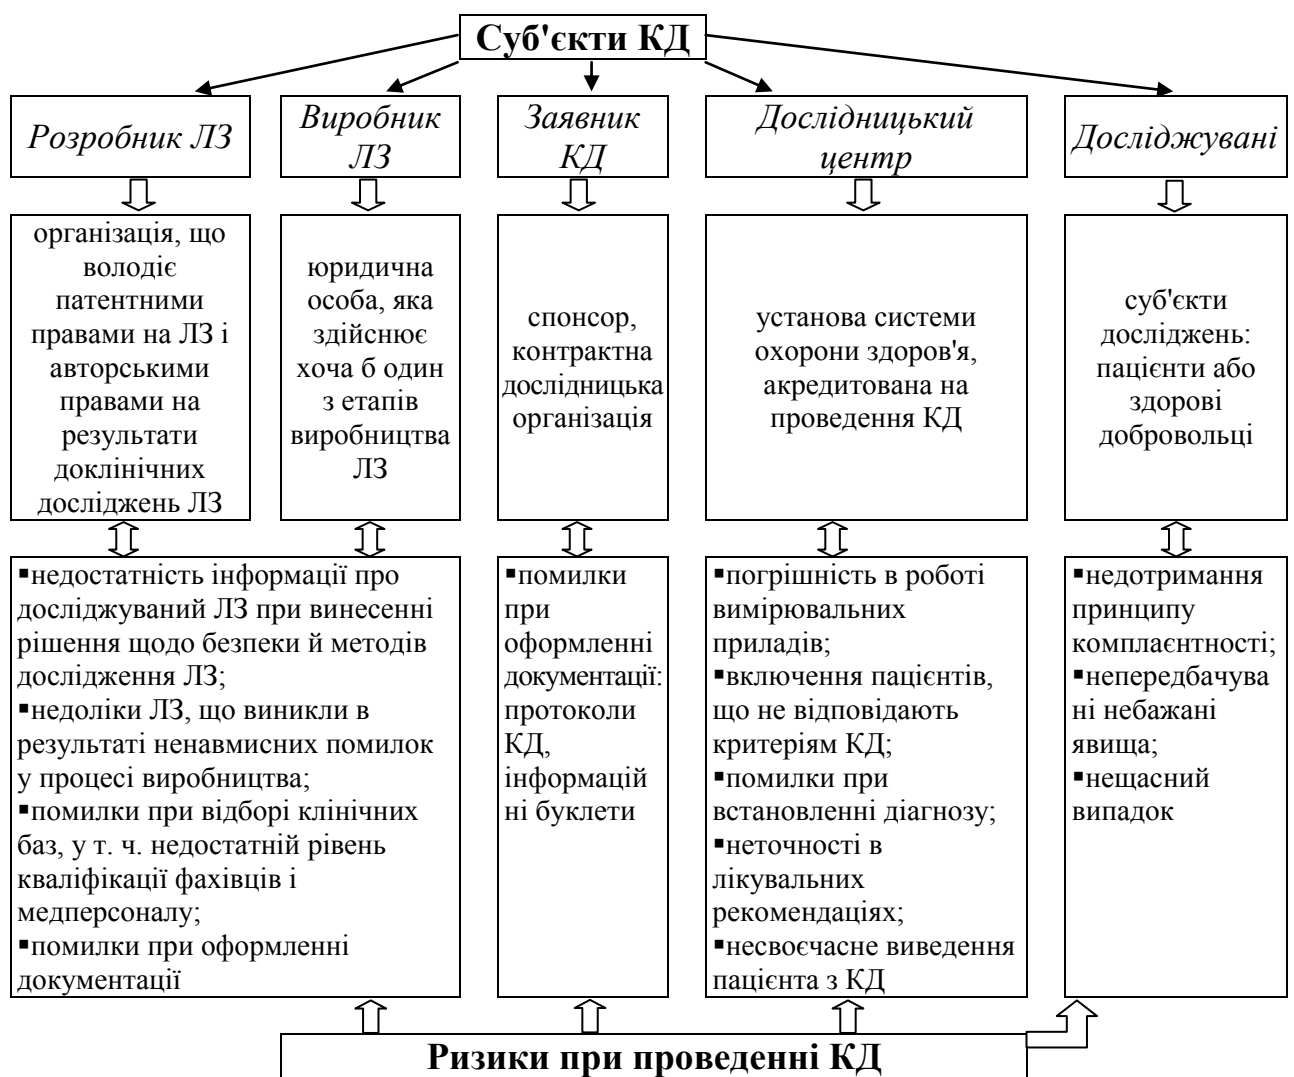 Суб'єкти КД
Розробник ЛЗ
Виробник
ЛЗ
Заявник
КД
Дослідницький
центр
Досліджувані
організація, що
володіє
патентними
правами на ЛЗ і
авторськими
правами на
результати
доклінічних
досліджень ЛЗ
юридична
особа, яка
здійснює
хоча б один
з етапів
виробництва
ЛЗ
спонсор,
контрактна
дослідницька
організація
установа системи
охорони здоров'я,
акредитована на
проведення КД
суб'єкти
досліджень:
пацієнти або
здорові
добровольці
▪недостатність інформації про
досліджуваний ЛЗ при винесенні
рішення щодо безпеки й методів
дослідження ЛЗ;
▪недоліки ЛЗ, що виникли в
результаті ненавмисних помилок
у процесі виробництва;
▪помилки при відборі клінічних
баз, у т. ч. недостатній рівень
кваліфікації фахівців і
медперсоналу;
▪помилки при оформленні
документації
▪помилки
при
оформленні
документації:
протоколи
КД,
інформацій
ні буклети
▪погрішність в роботі
вимірювальних
приладів;
▪включення пацієнтів,
що не відповідають
критеріям КД;
▪помилки при
встановленні діагнозу;
▪неточності в
лікувальних
рекомендаціях;
▪несвоєчасне виведення
пацієнта з КД
▪недотримання
принципу
комплаєнтності;
▪непередбачува
ні небажані
явища;
▪нещасний
випадок
Ризики при проведенні КД